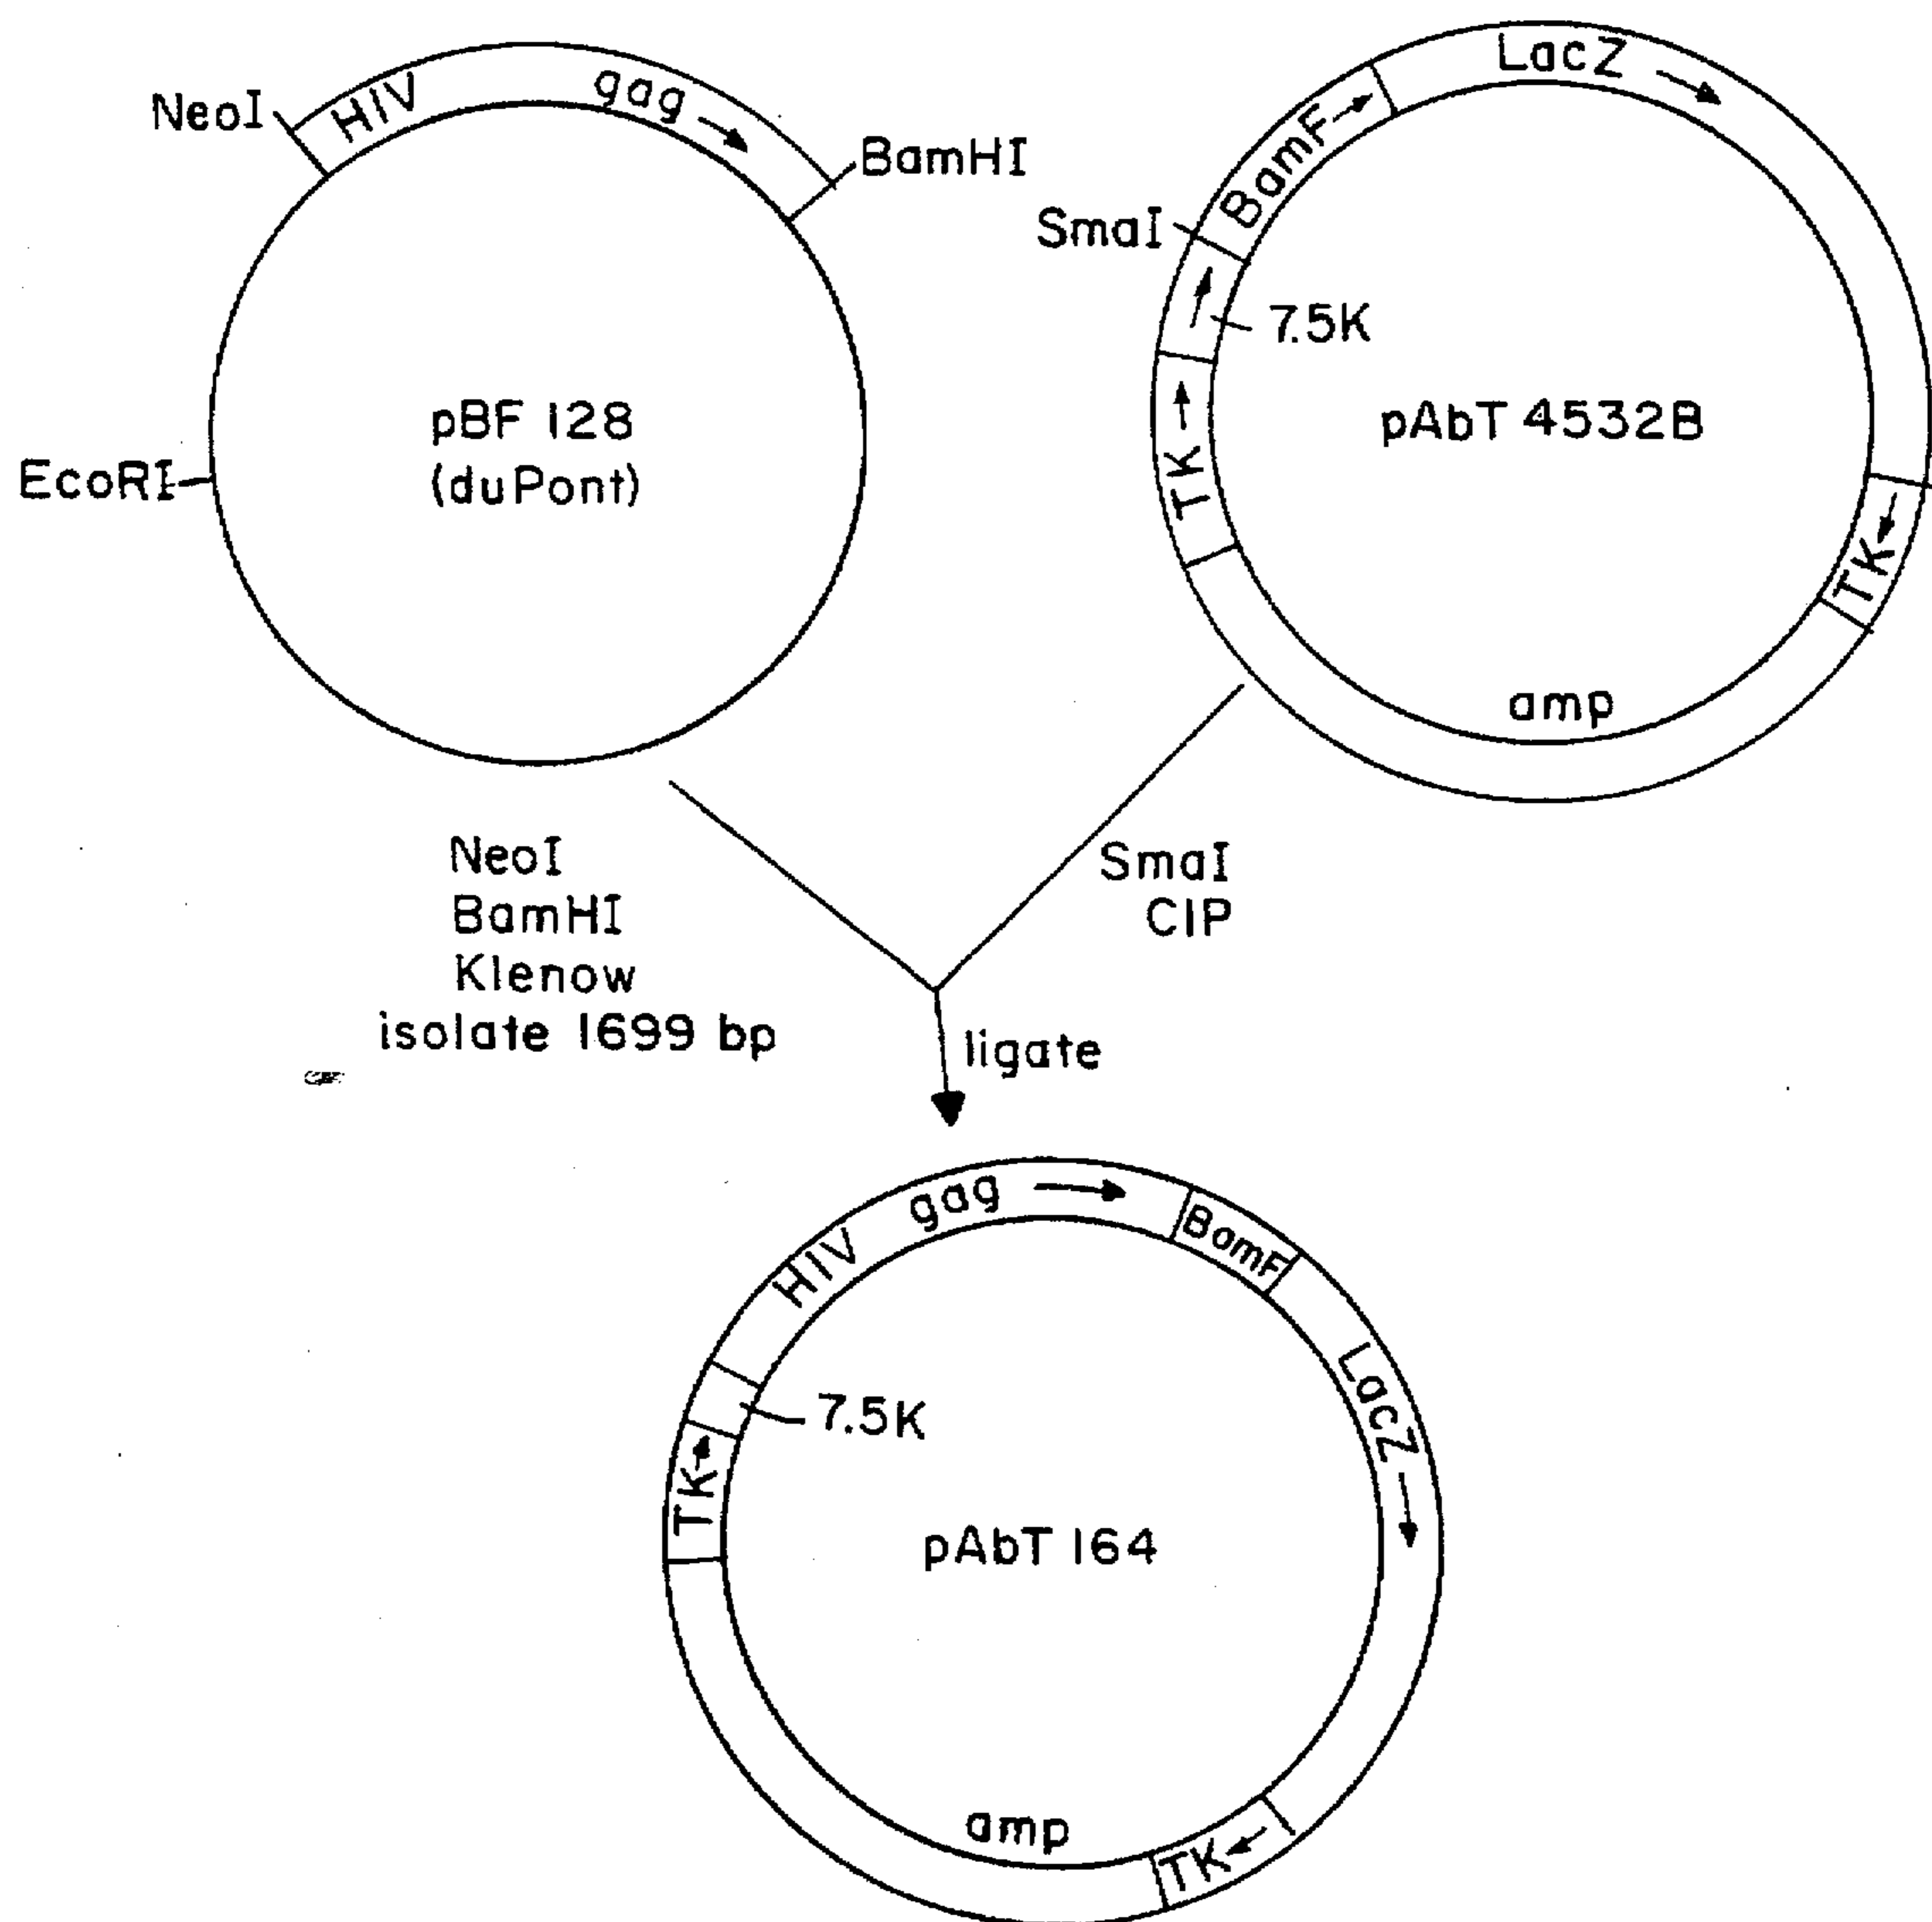 NeoI
HIV
gag
BamHI
EcoRI
pBF 128
(duPont)
LacZ
BamF
SmaI
7.5K
TK
pAbT 4532B
TK
amp
NeoI
BamHI
Klenow
isolate 1699 bp
SmaI
CIP
ligate
HIV
gag
BomF
LacZ
7.5K
TK
pAbT 164
amp
TK